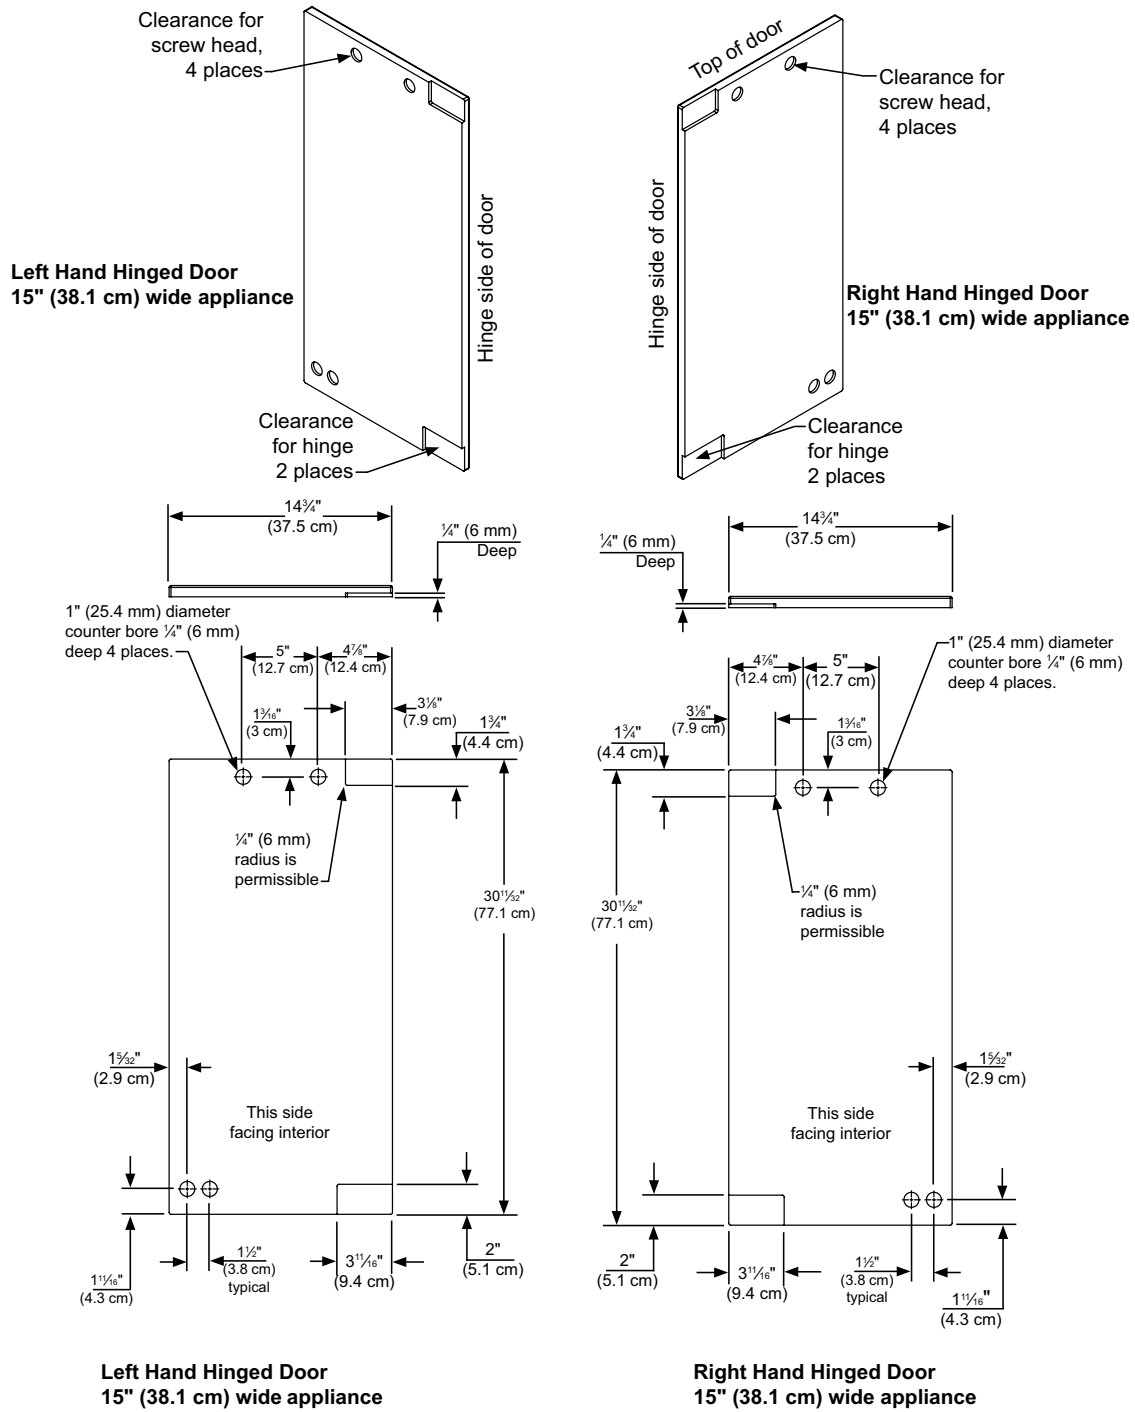 Clearance for
screw head,
4 places
Top of door
Clearance for
screw head,
4 places
Hinge side of door
Hinge side of door
Left Hand Hinged Door
15" (38.1 cm) wide appliance
Right Hand Hinged Door
15" (38.1 cm) wide appliance
Clearance
for hinge
2 places
Clearance
for hinge
2 places
14¾"
(37.5 cm)
¼" (6 mm)
Deep
1" (25.4 mm) diameter
counter bore ¼" (6 mm)
deep 4 places.
5"
(12.7 cm)
4⅞"
(12.4 cm)
3⅛"
(7.9 cm)
1³⁄₁₆"
(3 cm)
1¾"
(4.4 cm)
¼" (6 mm)
radius is
permissible
30¹¹⁄₃₂"
(77.1 cm)
1⁵⁄₃₂"
(2.9 cm)
This side
facing interior
1¹¹⁄₁₆"
(4.3 cm)
1½"
(3.8 cm)
typical
3¹¹⁄₁₆"
(9.4 cm)
2"
(5.1 cm)
14¾"
(37.5 cm)
¼" (6 mm)
Deep
4⅞"
(12.4 cm)
5"
(12.7 cm)
1" (25.4 mm) diameter
counter bore ¼" (6 mm)
deep 4 places.
3⅛"
(7.9 cm)
1¾"
(4.4 cm)
1³⁄₁₆"
(3 cm)
¼" (6 mm)
radius is
permissible
30¹¹⁄₃₂"
(77.1 cm)
1⁵⁄₃₂"
(2.9 cm)
This side
facing interior
2"
(5.1 cm)
3¹¹⁄₁₆"
(9.4 cm)
1½"
(3.8 cm)
typical
1¹¹⁄₁₆"
(4.3 cm)
Left Hand Hinged Door
15" (38.1 cm) wide appliance
Right Hand Hinged Door
15" (38.1 cm) wide appliance